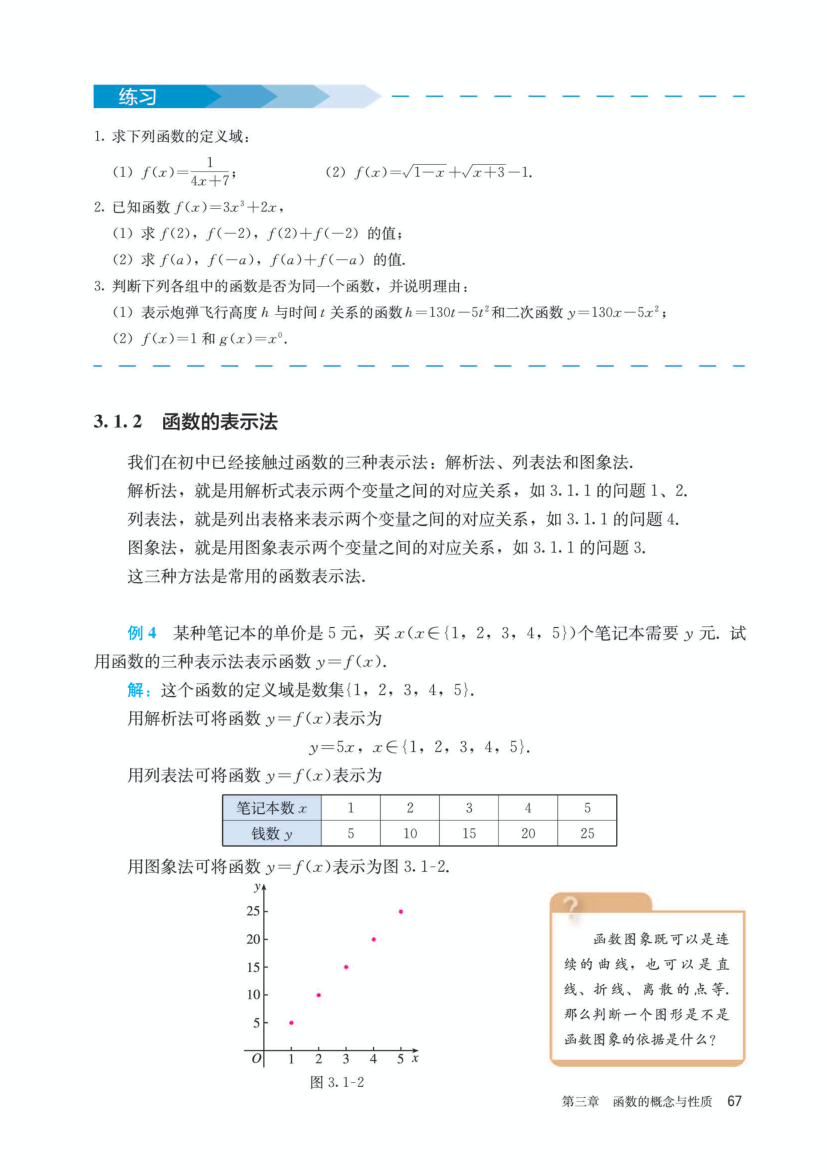 练习
1. 求下列函数的定义域：
(1) f(x)=1/(4x+7)；  (2) f(x)=√(1-x)+√(x+3)-1.
2. 已知函数 f(x)=3x³+2x，
(1) 求 f(2)，f(-2)，f(2)+f(-2) 的值；
(2) 求 f(a)，f(-a)，f(a)+f(-a) 的值.
3. 判断下列各组中的函数是否为同一个函数，并说明理由：
(1) 表示炮弹飞行高度 h 与时间 t 关系的函数 h=130t-5t² 和二次函数 y=130x-5x²；
(2) f(x)=1 和 g(x)=x⁰.
3.1.2 函数的表示法
我们在初中已经接触过函数的三种表示法：解析法、列表法和图象法.
解析法，就是用解析式表示两个变量之间的对应关系，如 3.1.1 的问题 1、2.
列表法，就是列出表格来表示两个变量之间的对应关系，如 3.1.1 的问题 4.
图象法，就是用图象表示两个变量之间的对应关系，如 3.1.1 的问题 3.
这三种方法是常用的函数表示法.
例 4 某种笔记本的单价是 5 元，买 x(x∈{1，2，3，4，5})个笔记本需要 y 元. 试
用函数的三种表示法表示函数 y=f(x).
解：这个函数的定义域是数集{1，2，3，4，5}.
用解析法可将函数 y=f(x)表示为
y=5x，x∈{1，2，3，4，5}.
用列表法可将函数 y=f(x)表示为
笔记本数 x 1 2 3 4 5
钱数 y 5 10 15 20 25
用图象法可将函数 y=f(x)表示为图 3.1-2.
y
25
20
15
10
5
O 1 2 3 4 5 x
图 3.1-2
?
函数图象既可以是连
续的曲线，也可以是直
线、折线、离散的点等.
那么判断一个图形是不是
函数图象的依据是什么？
第三章 函数的概念与性质 67